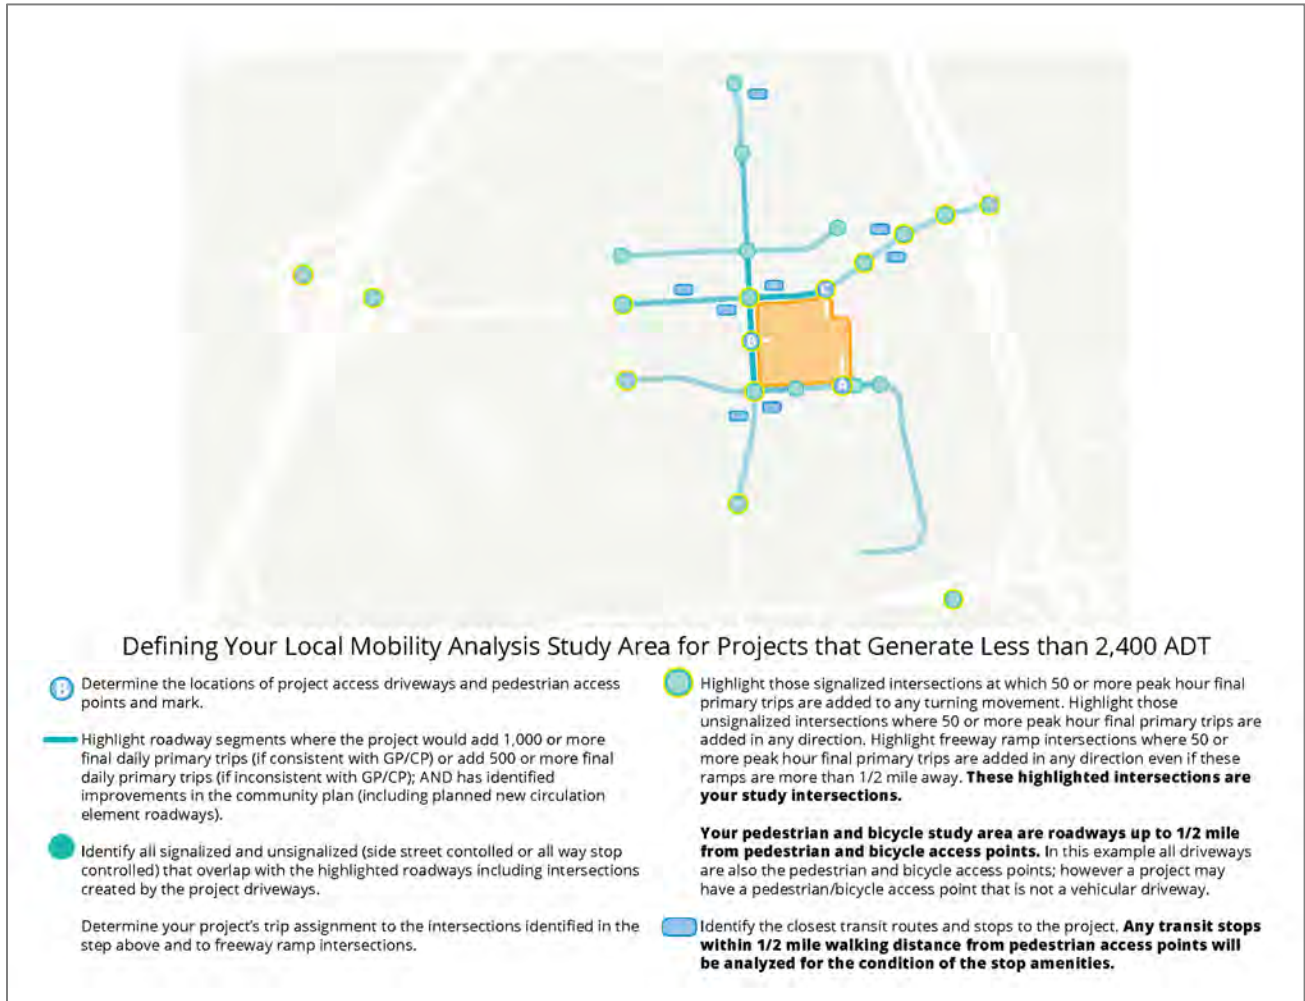 B
A
Defining Your Local Mobility Analysis Study Area for Projects that Generate Less than 2,400 ADT
Determine the locations of project access driveways and pedestrian access
points and mark.
Highlight roadway segments where the project would add 1,000 or more
final daily primary trips (if consistent with GP/CP) or add 500 or more final
daily primary trips (if inconsistent with GP/CP); AND has identified
improvements in the community plan (including planned new circulation
element roadways).
Identify all signalized and unsignalized (side street contolled or all way stop
controlled) that overlap with the highlighted roadways including intersections
created by the project driveways.
Determine your project's trip assignment to the intersections identified in the
step above and to freeway ramp intersections.
Highlight those signalized intersections at which 50 or more peak hour final
primary trips are added to any turning movement. Highlight those
unsignalized intersections where 50 or more peak hour final primary trips are
added in any direction. Highlight freeway ramp intersections where 50 or
more peak hour final primary trips are added in any direction even if these
ramps are more than 1/2 mile away. These highlighted intersections are
your study intersections.
Your pedestrian and bicycle study area are roadways up to 1/2 mile
from pedestrian and bicycle access points. In this example all driveways
are also the pedestrian and bicycle access points; however a project may
have a pedestrian/bicycle access point that is not a vehicular driveway.
Identify the closest transit routes and stops to the project. Any transit stops
within 1/2 mile walking distance from pedestrian access points will
be analyzed for the condition of the stop amenities.